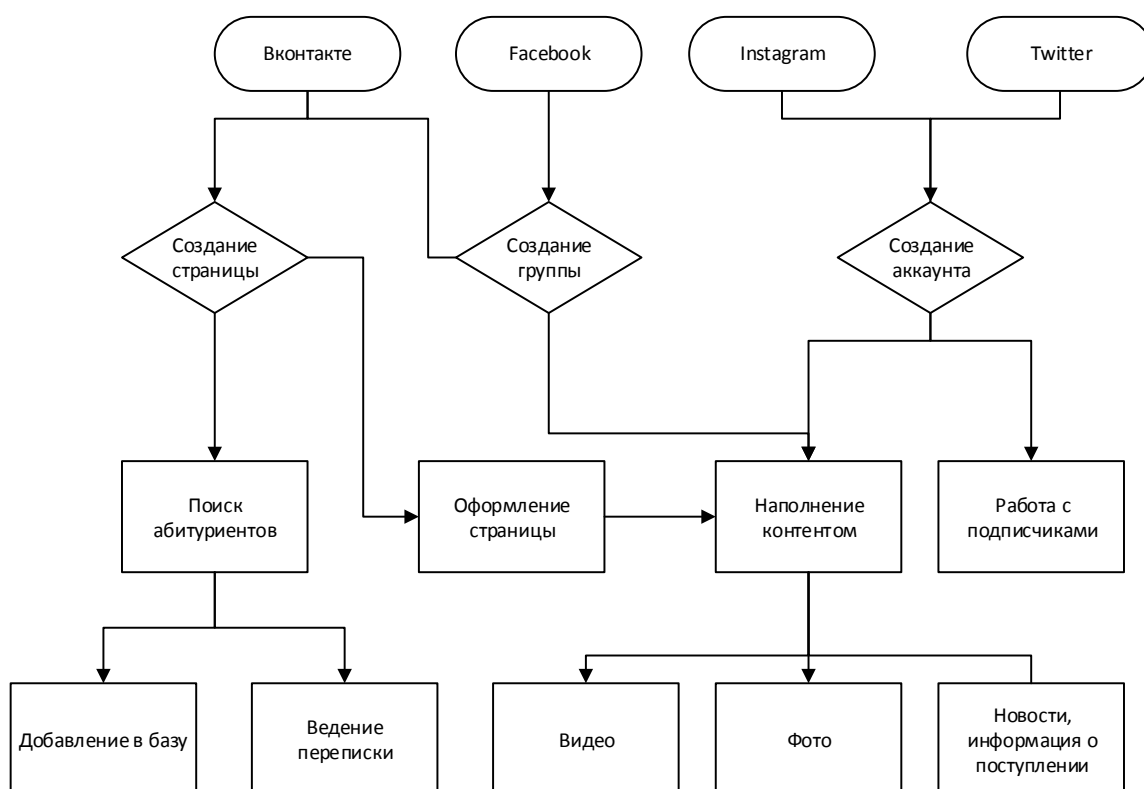 Вконтакте
Facebook
Instagram
Twitter
Создание
страницы
Создание
группы
Создание
аккаунта
Поиск
абитуриентов
Оформление
страницы
Наполнение
контентом
Работа с
подписчиками
Добавление в базу
Ведение
переписки
Видео
Фото
Новости,
информация о
поступлении